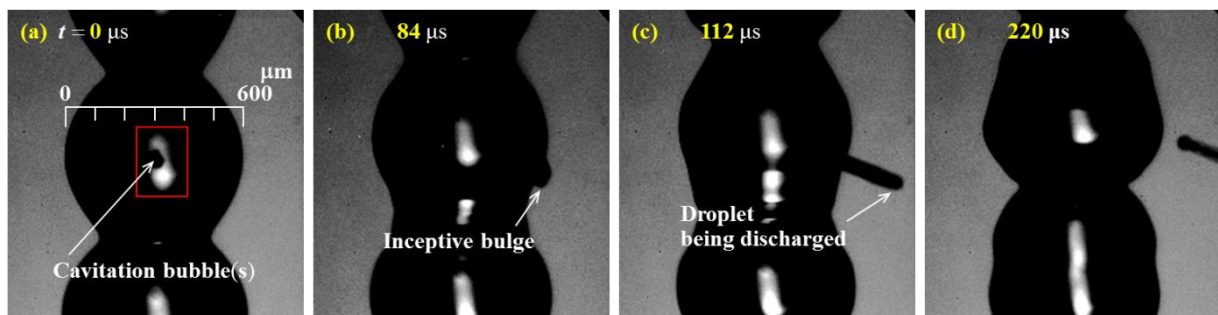 (a) t = 0 μs
μm
0 600
Cavitation bubble(s)
(b) 84 μs
Inceptive bulge
(c) 112 μs
Droplet
being discharged
(d) 220 μs